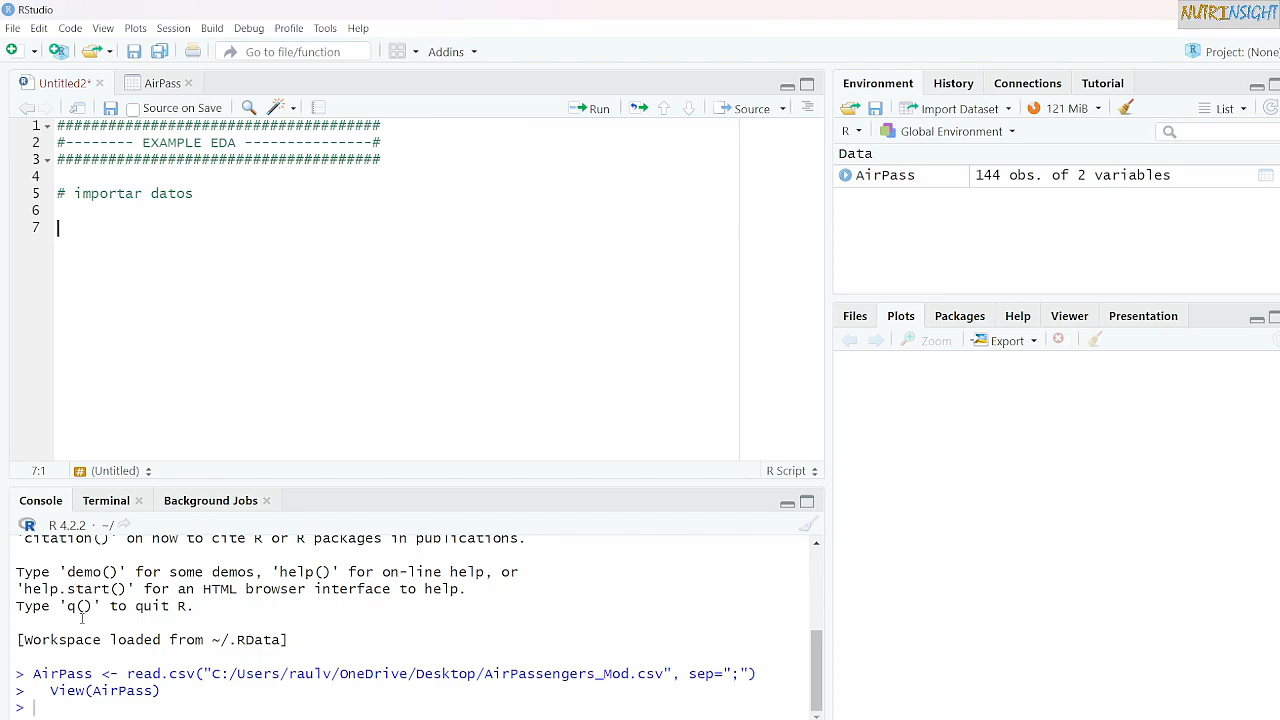 RStudio
NUTRINSIGHT
File Edit Code View Plots Session Build Debug Profile Tools Help
Go to file/function Addins Project: (None
Untitled2* AirPass
Source on Save Run Source
1 ######################################
2 #-------- EXAMPLE EDA ---------------#
3 ######################################
4
5 # importar datos
6
7
7:1 # (Untitled) R Script
Console Terminal Background Jobs
R 4.2.2 · ~/
'citation()' on how to cite R or R packages in publications.
Type 'demo()' for some demos, 'help()' for on-line help, or
'help.start()' for an HTML browser interface to help.
Type 'q()' to quit R.
[Workspace loaded from ~/.RData]
> AirPass <- read.csv("C:/Users/raulv/OneDrive/Desktop/AirPassengers_Mod.csv", sep=";")
> View(AirPass)
>
Environment History Connections Tutorial
Import Dataset 121 MiB List
R Global Environment
Data
AirPass 144 obs. of 2 variables
Files Plots Packages Help Viewer Presentation
Zoom Export